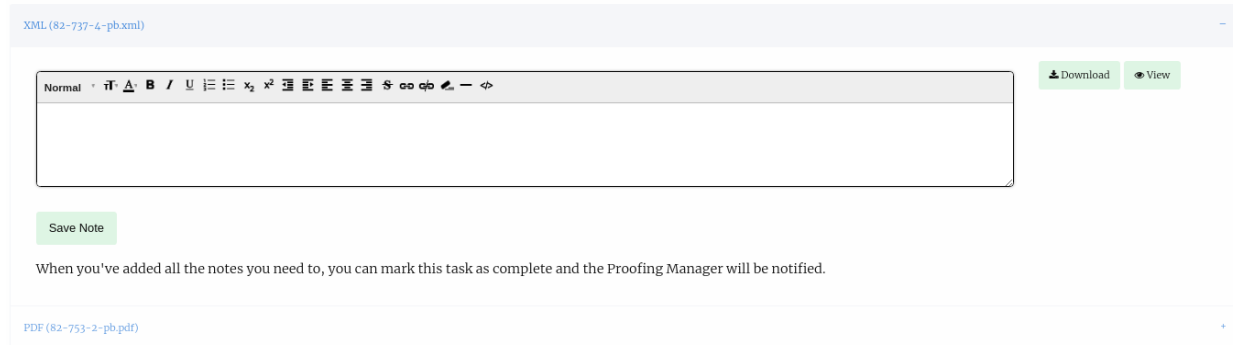 XML (82-737-4-pb.xml)
Normal
Download
View
Save Note
When you've added all the notes you need to, you can mark this task as complete and the Proofing Manager will be notified.
PDF (82-753-2-pb.pdf)